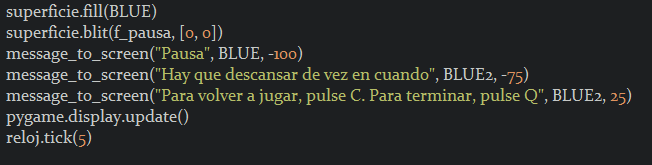 superficie.fill(BLUE)
superficie.blit(f_pausa, [0, 0])
message_to_screen("Pausa", BLUE, -100)
message_to_screen("Hay que descansar de vez en cuando", BLUE2, -75)
message_to_screen("Para volver a jugar, pulse C. Para terminar, pulse Q", BLUE2, 25)
pygame.display.update()
reloj.tick(5)